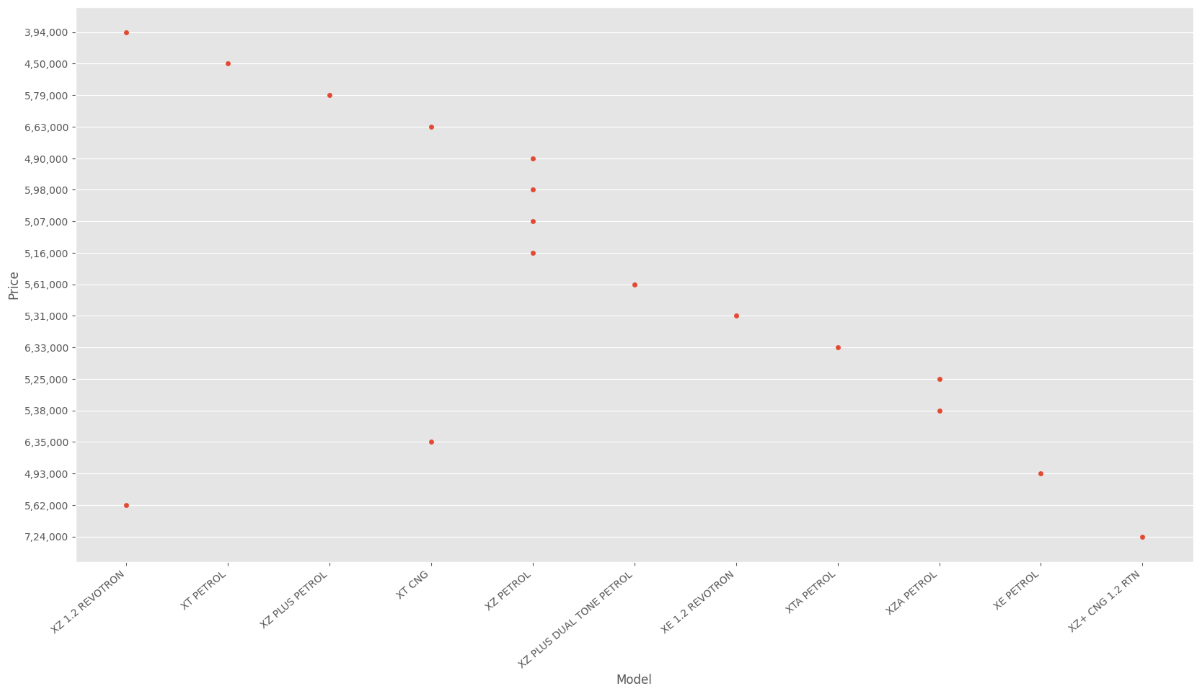 3,94,000
4,50,000
5,79,000
6,63,000
4,90,000
5,98,000
5,07,000
5,16,000
5,61,000
5,31,000
6,33,000
5,25,000
5,38,000
6,35,000
4,93,000
5,62,000
7,24,000
Price
XZ 1.2 REVOTRON
XT PETROL
XZ PLUS PETROL
XT CNG
XZ PETROL
XZ PLUS DUAL TONE PETROL
XE 1.2 REVOTRON
XTA PETROL
XZA PETROL
XE PETROL
XZ+ CNG 1.2 RTN
Model